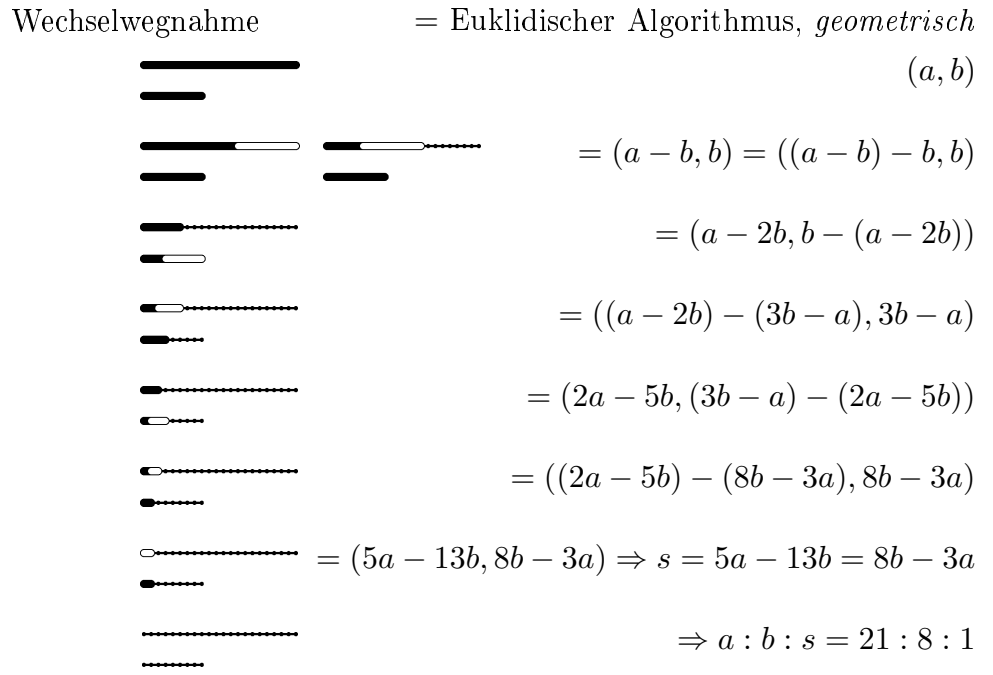 Wechselwegnahme = Euklidischer Algorithmus, geometrisch
(a, b)
= (a − b, b) = ((a − b) − b, b)
= (a − 2b, b − (a − 2b))
= ((a − 2b) − (3b − a), 3b − a)
= (2a − 5b, (3b − a) − (2a − 5b))
= ((2a − 5b) − (8b − 3a), 8b − 3a)
= (5a − 13b, 8b − 3a) ⇒ s = 5a − 13b = 8b − 3a
⇒ a : b : s = 21 : 8 : 1